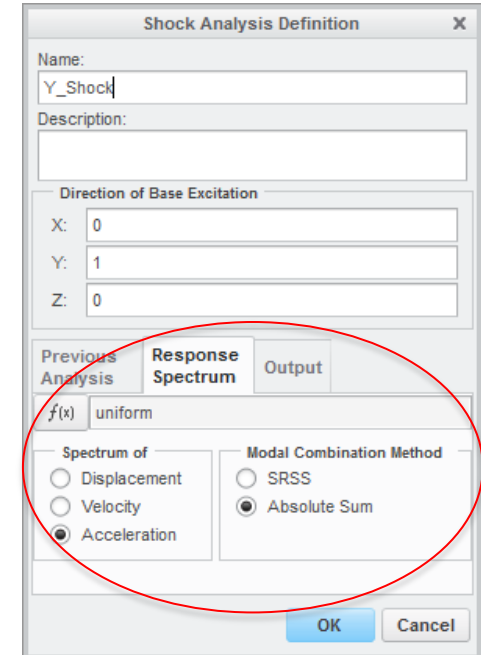 Shock Analysis Definition X
Name:
Y_Shock
Description:
Direction of Base Excitation
X: 0
Y: 1
Z: 0
Previous Analysis Response Spectrum Output
f(x) uniform
Spectrum of
Displacement
Velocity
Acceleration
Modal Combination Method
SRSS
Absolute Sum
OK Cancel